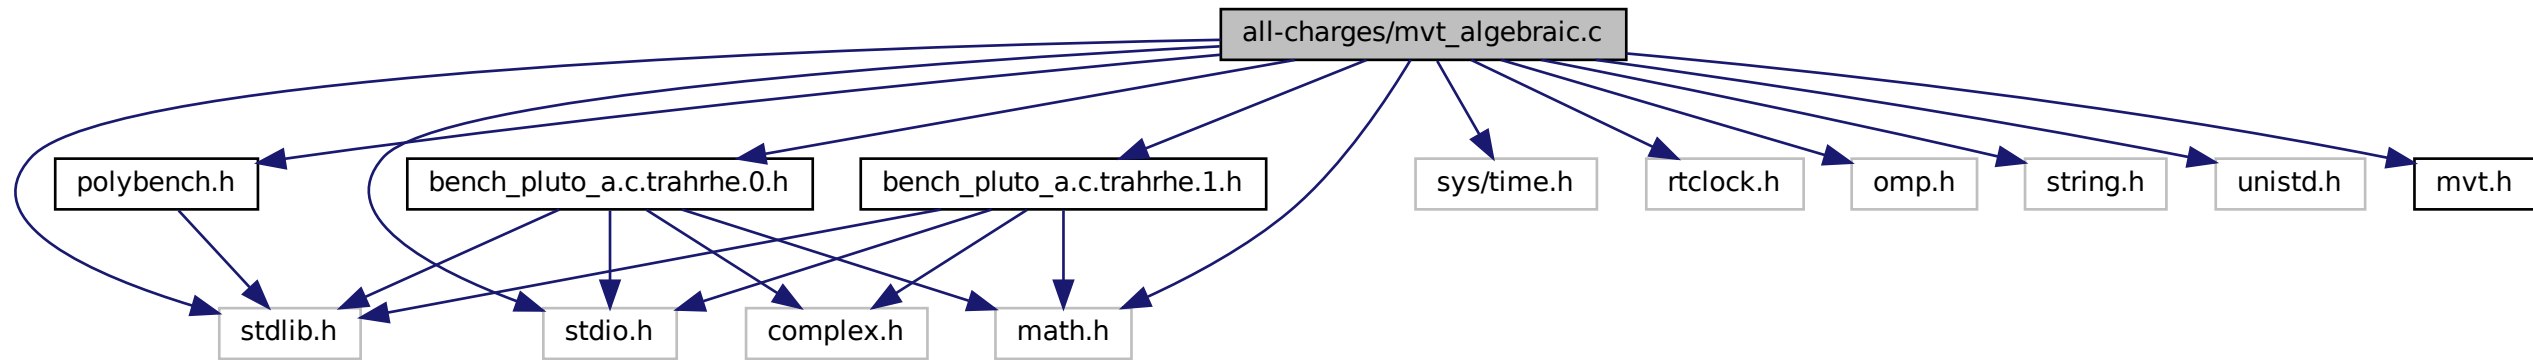 all-charges/mvt_algebraic.c
polybench.h
bench_pluto_a.c.trahrhe.0.h
bench_pluto_a.c.trahrhe.1.h
sys/time.h
rtclock.h
omp.h
string.h
unistd.h
mvt.h
stdlib.h
stdio.h
complex.h
math.h